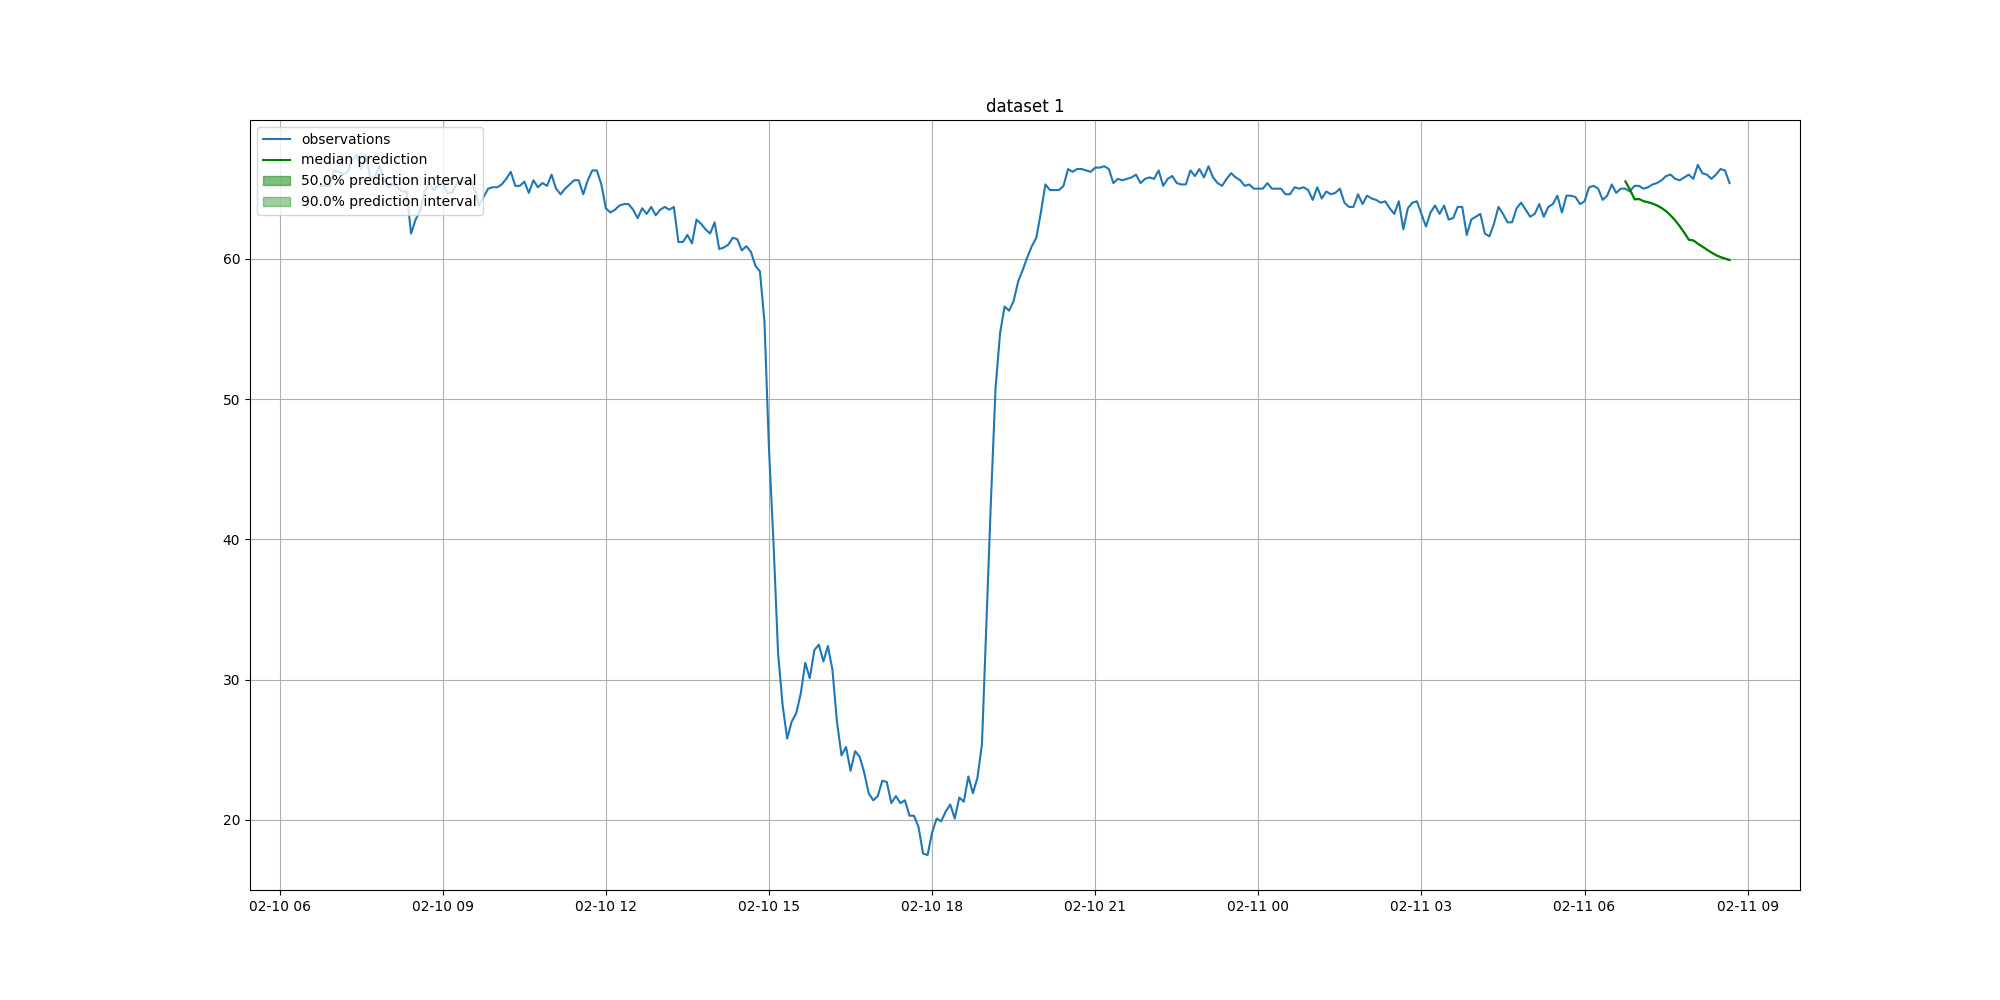 dataset 1
observations
median prediction
50.0% prediction interval
90.0% prediction interval
60
50
40
30
20
02-10 06 02-10 09 02-10 12 02-10 15 02-10 18 02-10 21 02-11 00 02-11 03 02-11 06 02-11 09